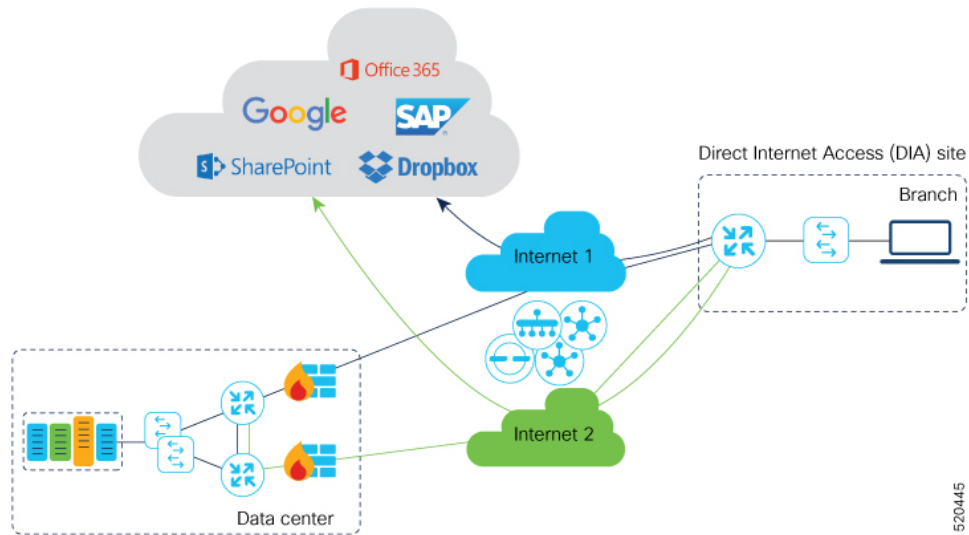 Office 365
Google
SAP
®
S
SharePoint
Dropbox
Direct Internet Access (DIA) site
Branch
Internet 1
Internet 2
Data center
520445